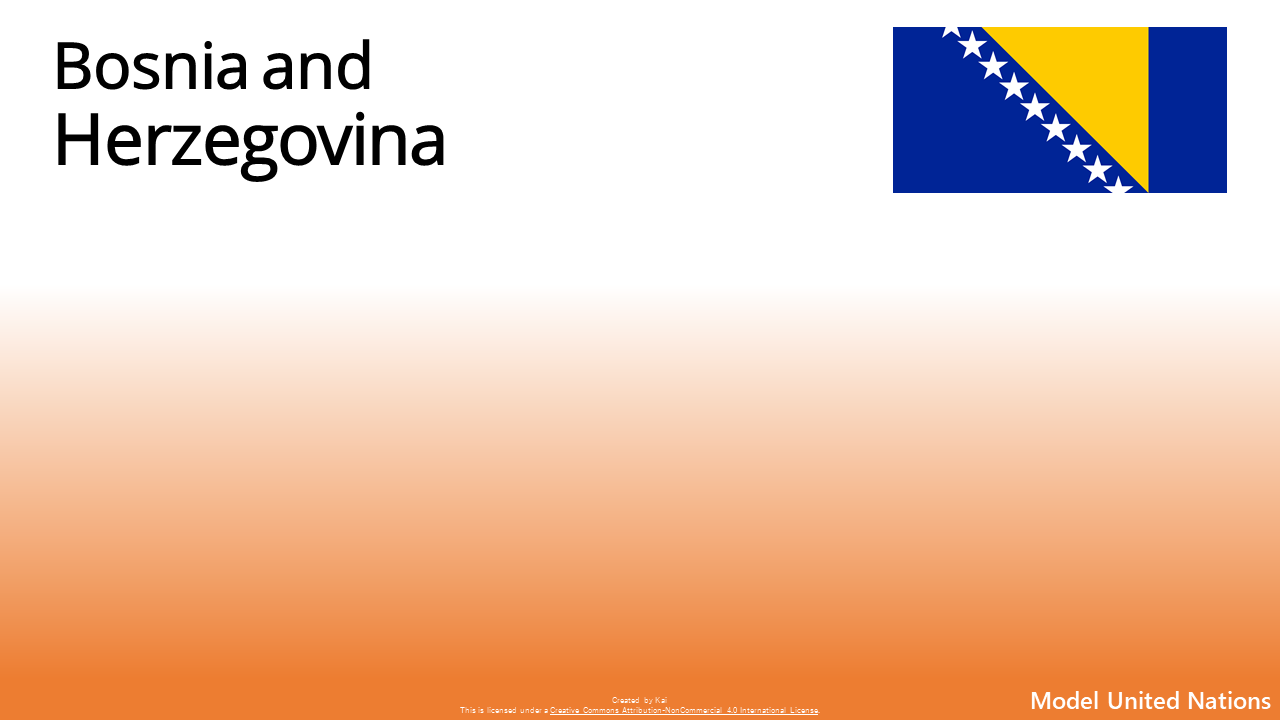 Bosnia and
Herzegovina
Created by Kal
This is licensed under a Creative Commons Attribution-NonCommercial 4.0 International License.
Model United Nations